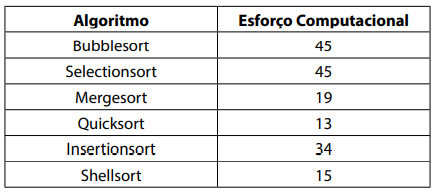 Algoritmo Esforço Computacional
Bubblesort 45
Selectionsort 45
Mergesort 19
Quicksort 13
Insertionsort 34
Shellsort 15